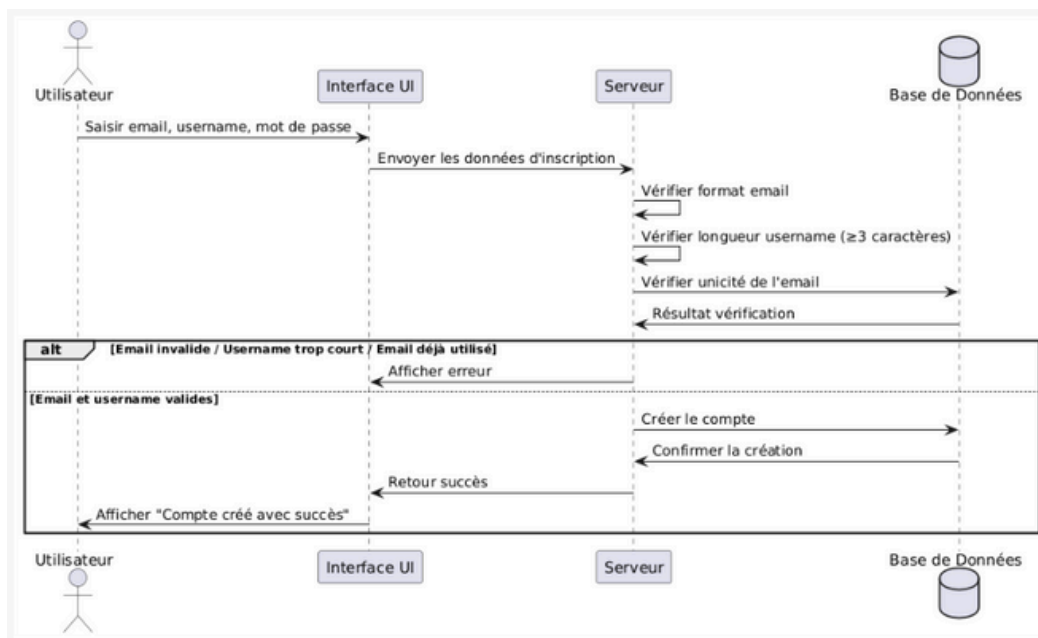 Utilisateur
Interface UI
Serveur
Base de Données
Saisir email, username, mot de passe
Envoyer les données d'inscription
Vérifier format email
Vérifier longueur username (≥3 caractères)
Vérifier unicité de l'email
Résultat vérification
alt [Email invalide / Username trop court / Email déjà utilisé]
Afficher erreur
[Email et username valides]
Créer le compte
Confirmer la création
Retour succès
Afficher "Compte créé avec succès"
Utilisateur
Interface UI
Serveur
Base de Données